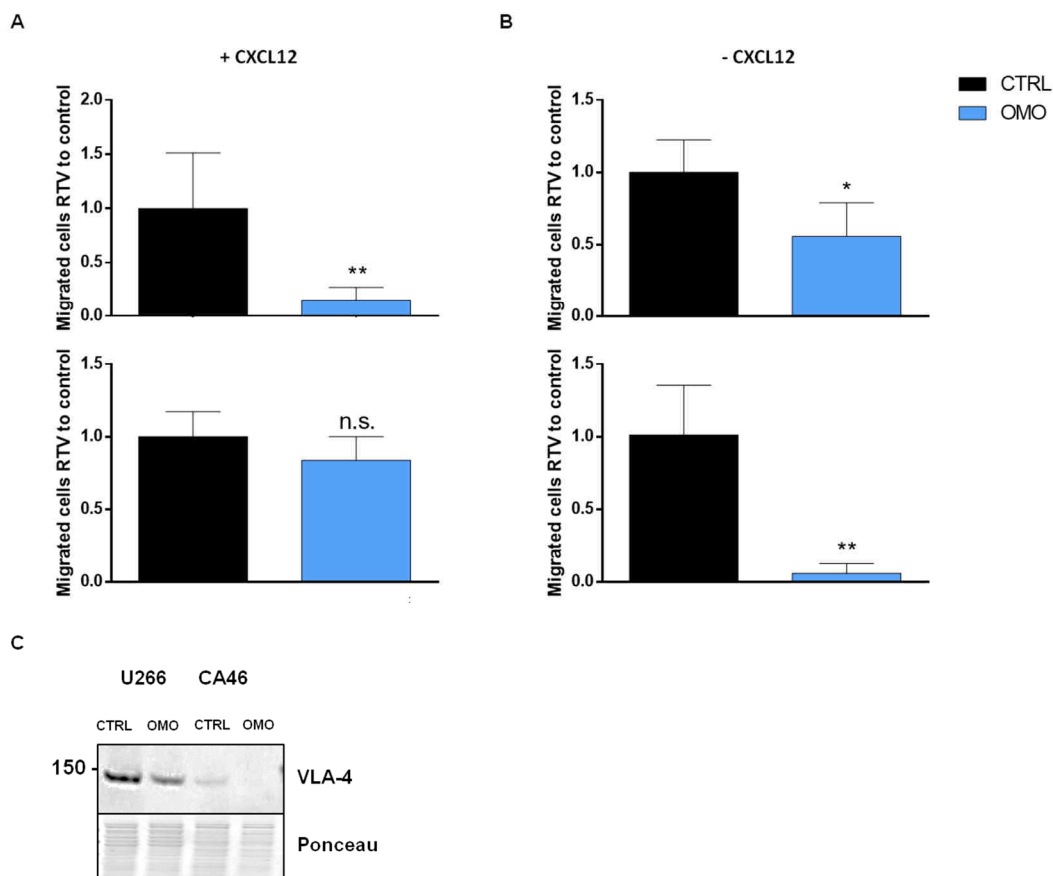 A
+ CXCL12
Migrated cells RTV to control
2.0
1.5
1.0
0.5
0.0
**
Migrated cells RTV to control
1.5
1.0
0.5
0.0
n.s.
B
- CXCL12
CTRL
OMO
Migrated cells RTV to control
1.5
1.0
0.5
0.0
*
Migrated cells RTV to control
1.5
1.0
0.5
0.0
**
C
U266 CA46
CTRL OMO CTRL OMO
150
VLA-4
Ponceau